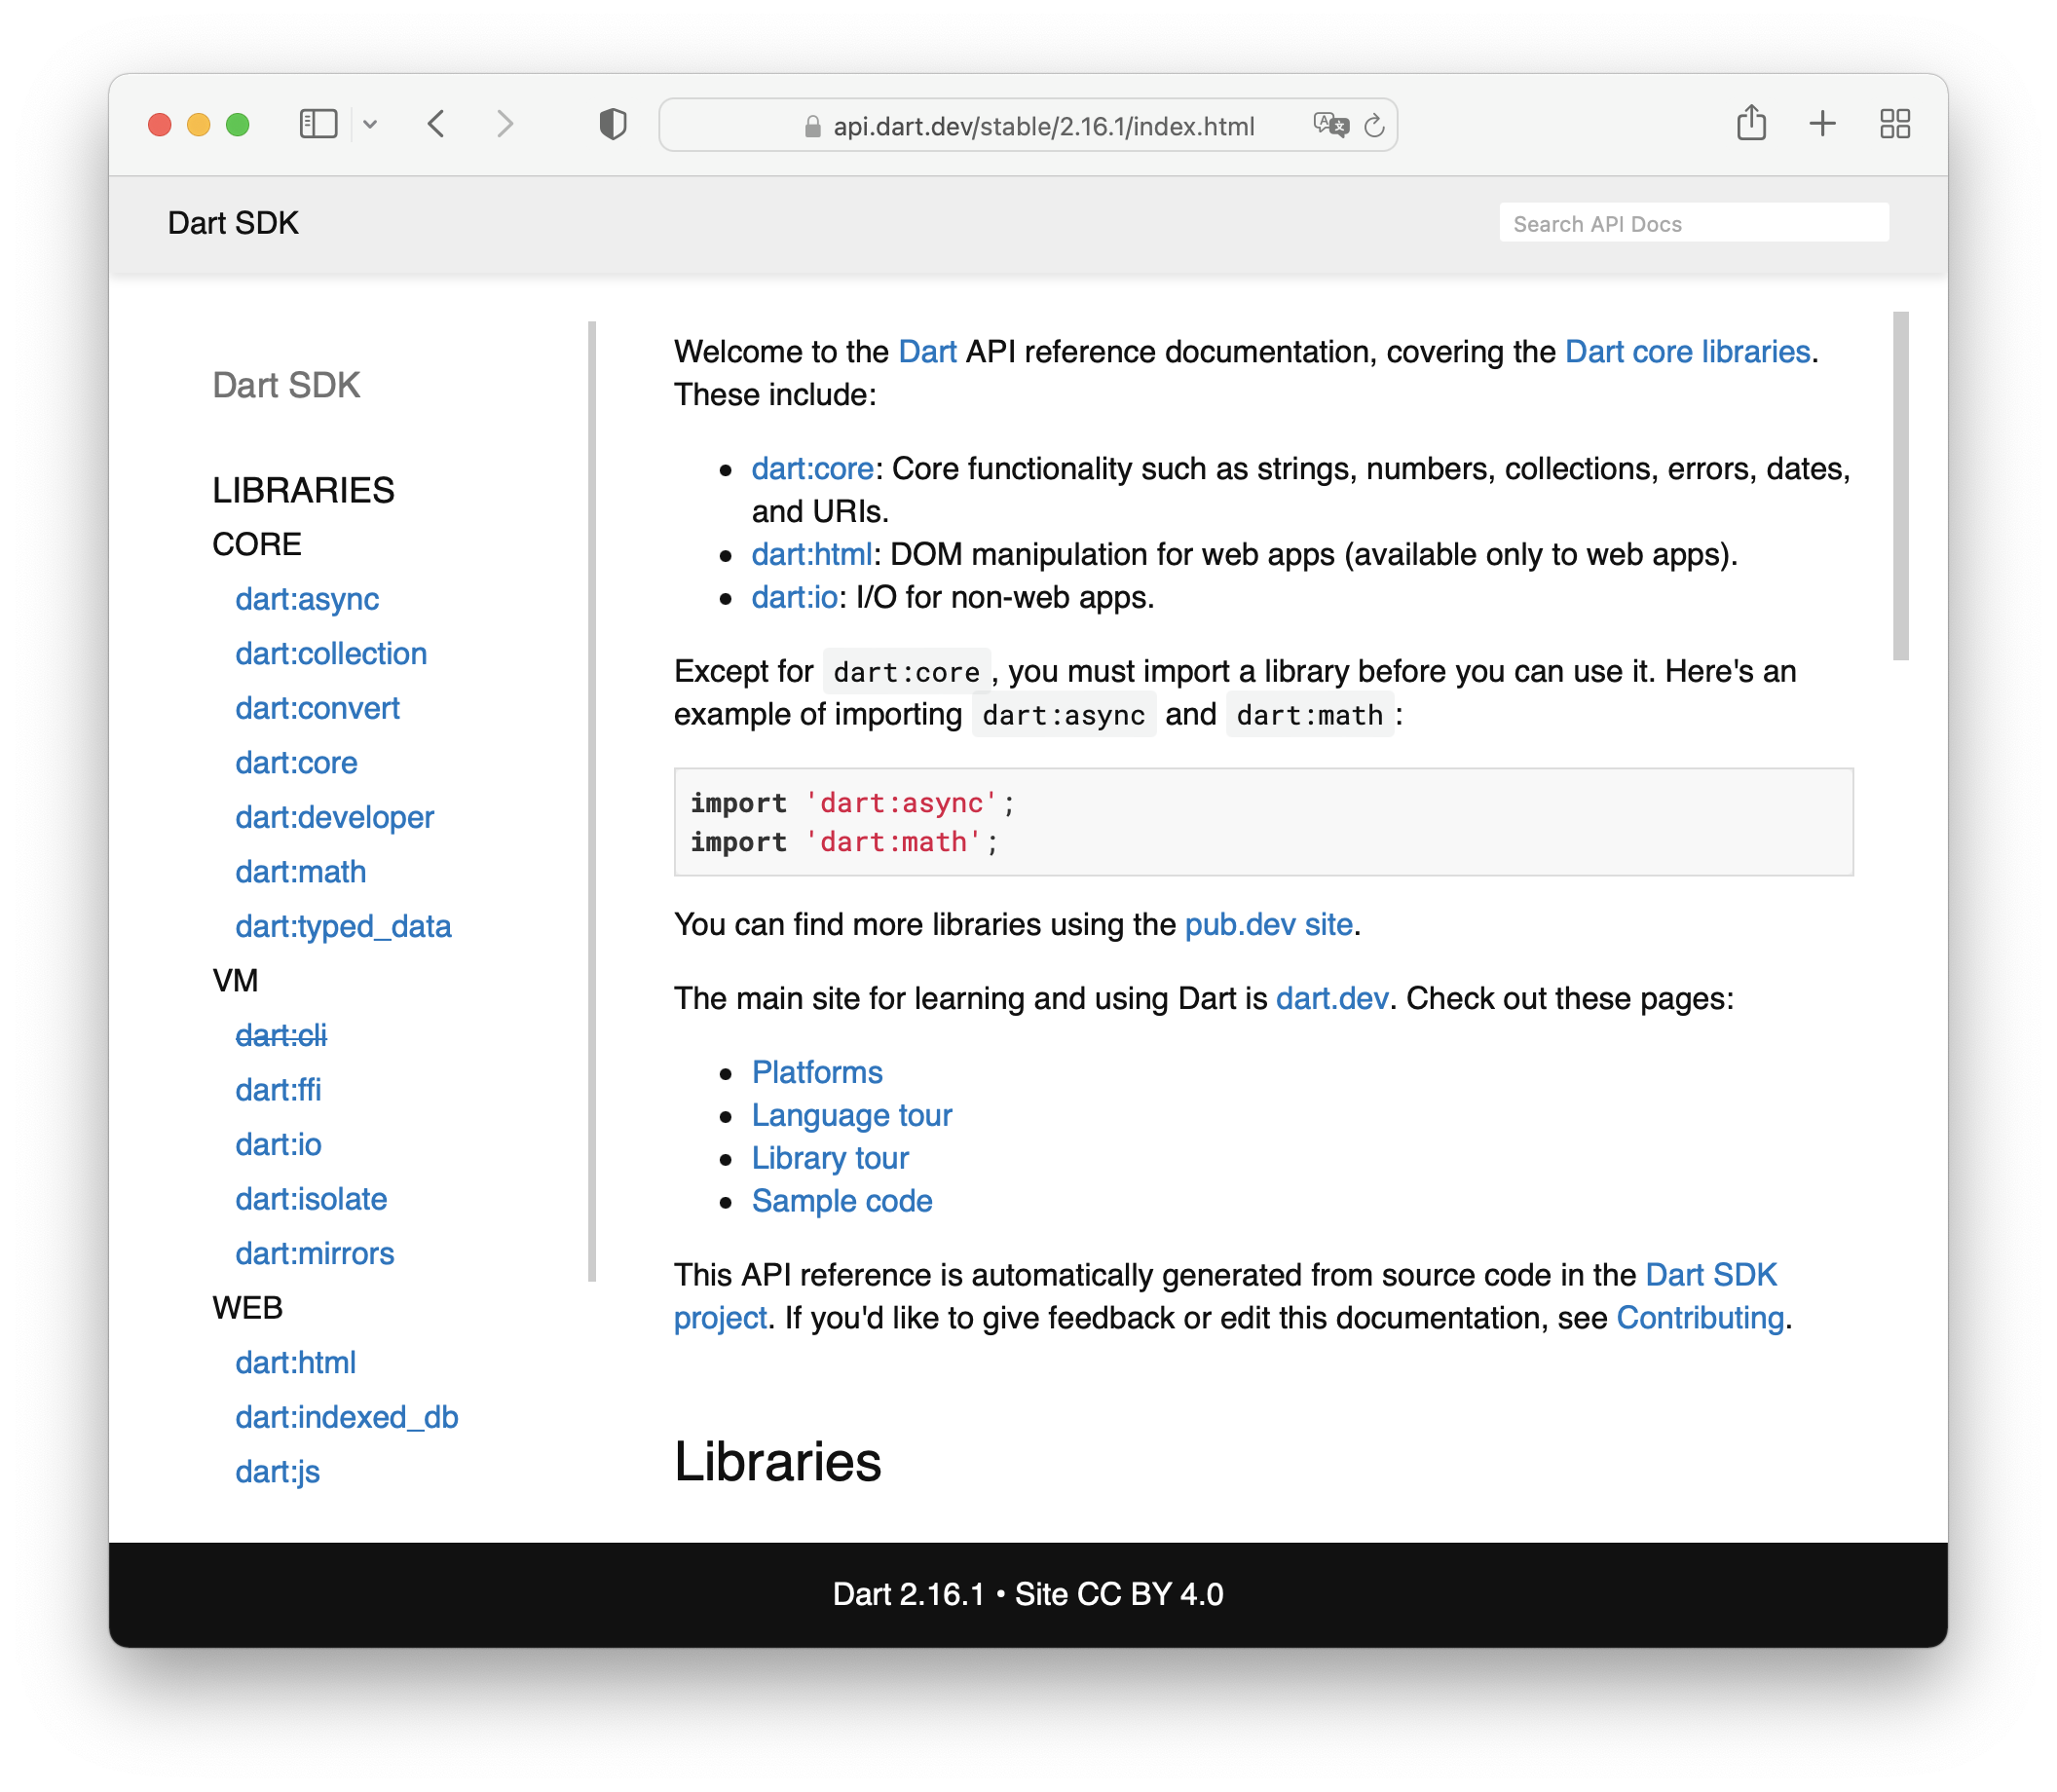 api.dart.dev/stable/2.16.1/index.html
Dart SDK
Search API Docs
Dart SDK
LIBRARIES
CORE
dart:async
dart:collection
dart:convert
dart:core
dart:developer
dart:math
dart:typed_data
VM
dart:cli
dart:ffi
dart:io
dart:isolate
dart:mirrors
WEB
dart:html
dart:indexed_db
dart:js
Welcome to the Dart API reference documentation, covering the Dart core libraries.
These include:
• dart:core: Core functionality such as strings, numbers, collections, errors, dates,
and URIs.
• dart:html: DOM manipulation for web apps (available only to web apps).
• dart:io: I/O for non-web apps.
Except for dart:core, you must import a library before you can use it. Here's an
example of importing dart:async and dart:math:
import 'dart:async';
import 'dart:math';
You can find more libraries using the pub.dev site.
The main site for learning and using Dart is dart.dev. Check out these pages:
• Platforms
• Language tour
• Library tour
• Sample code
This API reference is automatically generated from source code in the Dart SDK
project. If you'd like to give feedback or edit this documentation, see Contributing.
Libraries
Dart 2.16.1 • Site CC BY 4.0